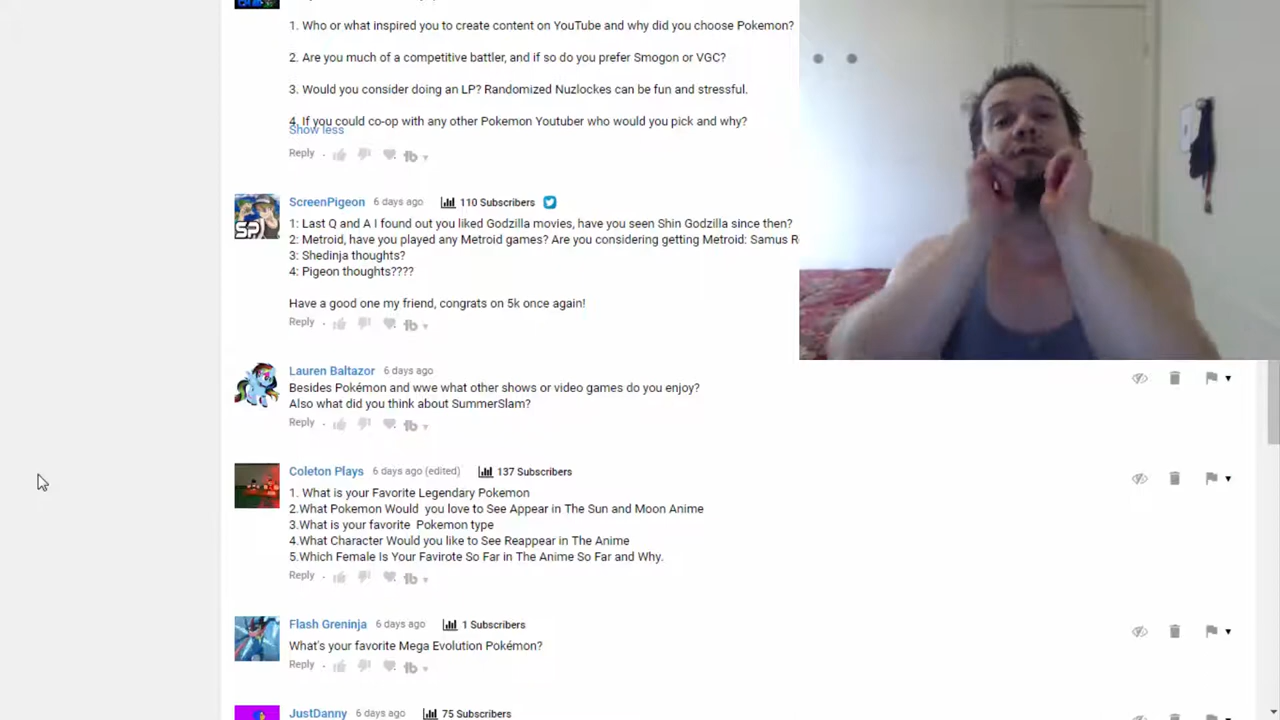 1. Who or what inspired you to create content on YouTube and why did you choose Pokemon?
2. Are you much of a competitive battler, and if so do you prefer Smogon or VGC?
3. Would you consider doing an LP? Randomized Nuzlockes can be fun and stressful.
4. If you could co-op with any other Pokemon Youtuber who would you pick and why?
Show less
Reply
ScreenPigeon 6 days ago 110 Subscribers
SP
1: Last Q and A I found out you liked Godzilla movies, have you seen Shin Godzilla since then?
2: Metroid, have you played any Metroid games? Are you considering getting Metroid: Samus R
3: Shedinja thoughts?
4: Pigeon thoughts????
Have a good one my friend, congrats on 5k once again!
Reply
Lauren Baltazor 6 days ago
Besides Pokémon and wwe what other shows or video games do you enjoy?
Also what did you think about SummerSlam?
Reply
Coleton Plays 6 days ago (edited) 137 Subscribers
1. What is your Favorite Legendary Pokemon
2.What Pokemon Would you love to See Appear in The Sun and Moon Anime
3.What is your favorite Pokemon type
4.What Character Would you like to See Reappear in The Anime
5.Which Female Is Your Favirote So Far in The Anime So Far and Why.
Reply
Flash Greninja 6 days ago 1 Subscribers
What's your favorite Mega Evolution Pokémon?
Reply
JustDanny 6 days ago 75 Subscribers